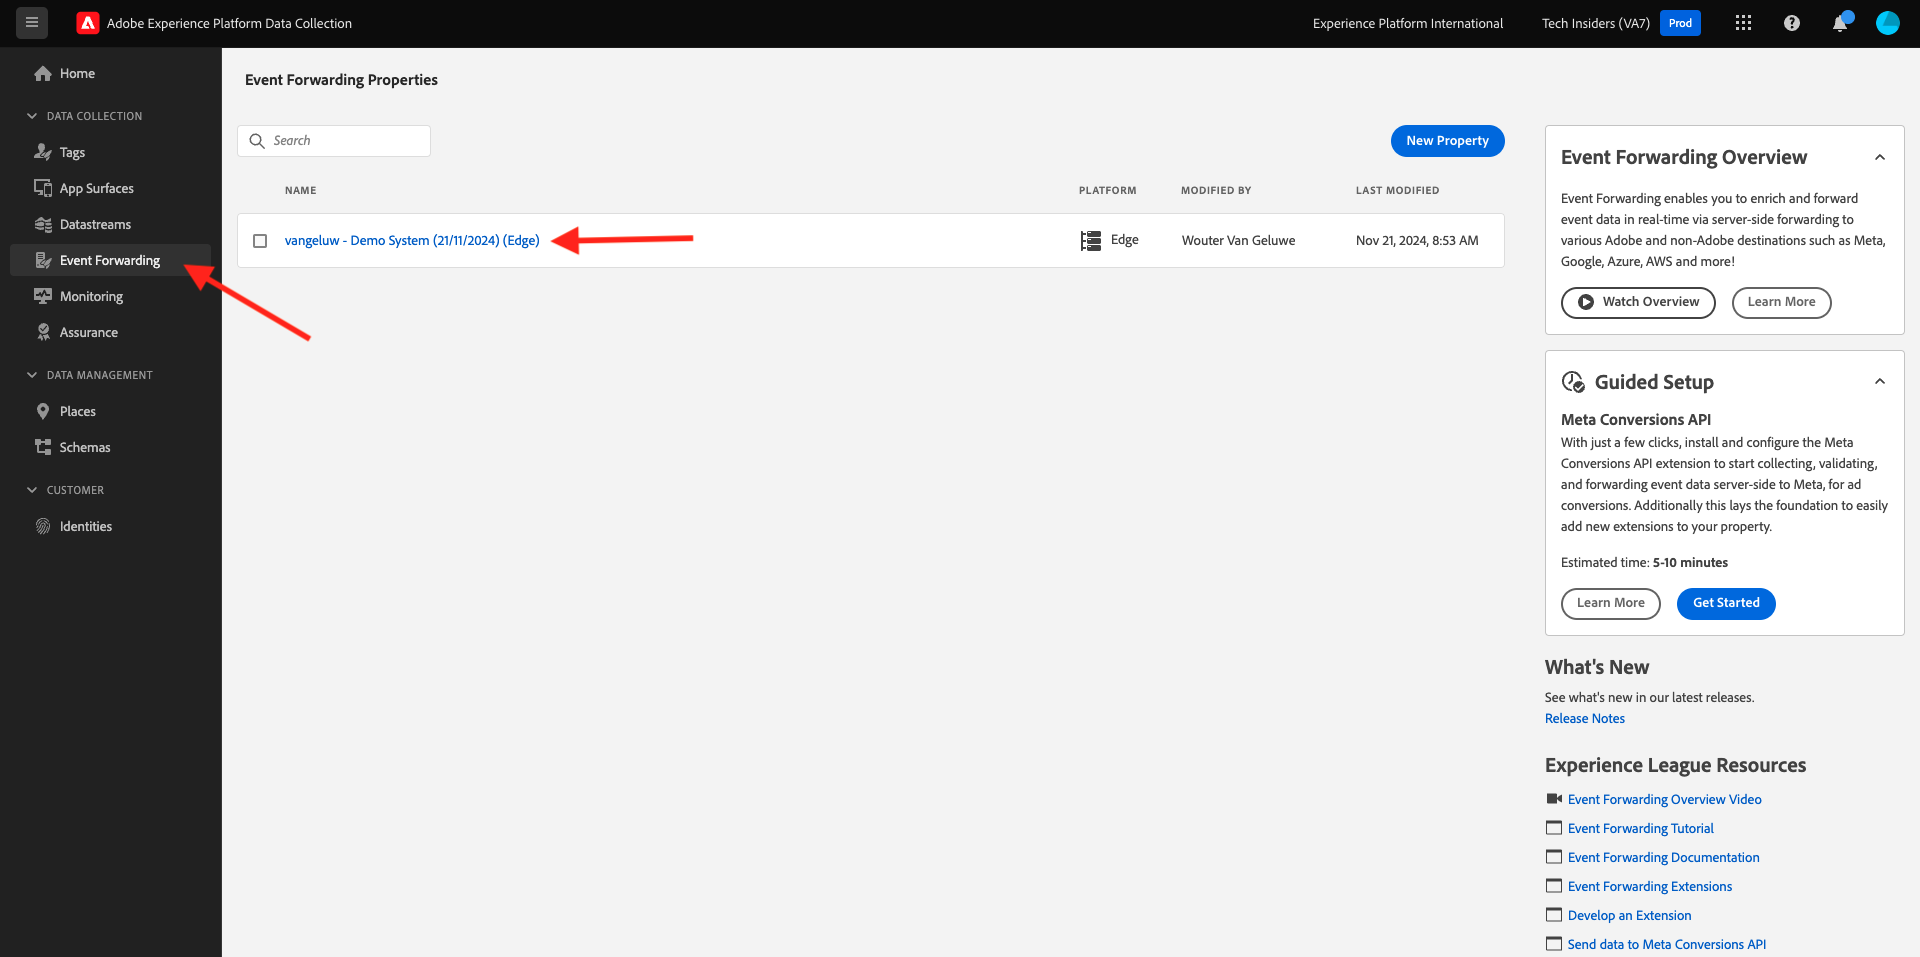 Adobe Experience Platform Data Collection
Experience Platform International
Tech Insiders (VA7)
Prod
Home
DATA COLLECTION
Tags
App Surfaces
Datastreams
Event Forwarding
Monitoring
Assurance
DATA MANAGEMENT
Places
Schemas
CUSTOMER
Identities
Event Forwarding Properties
Search
New Property
NAME PLATFORM MODIFIED BY LAST MODIFIED
vangeluw - Demo System (21/11/2024) (Edge) Edge Wouter Van Geluwe Nov 21, 2024, 8:53 AM
Event Forwarding Overview
Event Forwarding enables you to enrich and forward
event data in real-time via server-side forwarding to
various Adobe and non-Adobe destinations such as Meta,
Google, Azure, AWS and more!
Watch Overview
Learn More
Guided Setup
Meta Conversions API
With just a few clicks, install and configure the Meta
Conversions API extension to start collecting, validating,
and forwarding event data server-side to Meta, for ad
conversions. Additionally this lays the foundation to easily
add new extensions to your property.
Estimated time: 5-10 minutes
Learn More
Get Started
What's New
See what's new in our latest releases.
Release Notes
Experience League Resources
Event Forwarding Overview Video
Event Forwarding Tutorial
Event Forwarding Documentation
Event Forwarding Extensions
Develop an Extension
Send data to Meta Conversions API